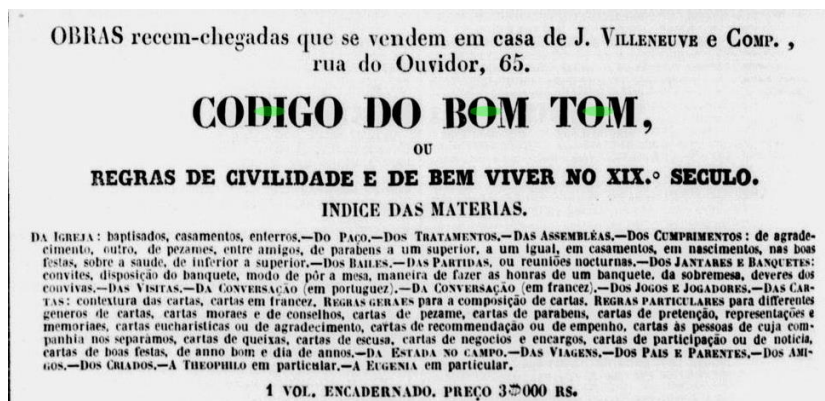 OBRAS recem-chegadas que se vendem em casa de J. VILLENEUVE e COMP. ,
rua do Ouvidor, 65.
CODIGO DO BOM TOM,
OU
REGRAS DE CIVILIDADE E DE BEM VIVER NO XIX.º SECULO.
INDICE DAS MATERIAS.
DA IGREJA: baptisados, casamentos, enterros.—DO PAÇO.—DOS TRATAMENTOS.—DAS ASSEMBLÉAS.—DOS CUMPRIMENTOS: de agrade-
cimento, outro, de pezames, entre amigos, de parabens a um superior, a um igual, em casamentos, em nascimentos, nas boas
festas, sobre a saude, de inferior a superior.—DOS BAILES.—DAS PARTIDAS, ou reuniões nocturnas.—DOS JANTARES E BANQUETES:
convites, disposição do banquete, modo de pôr a mesa, maneira de fazer as honras de um banquete, da sobremesa, deveres dos
convivas.—DAS VISITAS.—DA CONVERSAÇÃO (em portuguez).—DA CONVERSAÇÃO (em francez).—DOS JOGOS E JOGADORES.—DAS CAR-
TAS: contextura das cartas, cartas em francez, REGRAS GERAES para a composição de cartas. REGRAS PARTICULARES para differentes
generos de cartas, cartas moraes e de conselhos, cartas de pezame, cartas de parabens, cartas de pretenção, representações e
memoriaes, cartas eucharisticas ou de agradecimento, cartas de recommendação ou de empenho, cartas às pessoas de cuja com-
panhia nos separámos, cartas de queixas, cartas de escusa, cartas de negocios e encargos, cartas de participação ou de noticia,
cartas de boas festas, de anno bom e dia de annos.—DA ESTADA NO CAMPO.—DAS VIAGENS.—DOS PAIS E PARENTES.—DOS AMI-
GOS.—DOS CRIADOS.—A THEOPHILO em particular.—A EUGENIA em particular.
1 VOL. ENCADERNADO. PREÇO 3$000 RS.